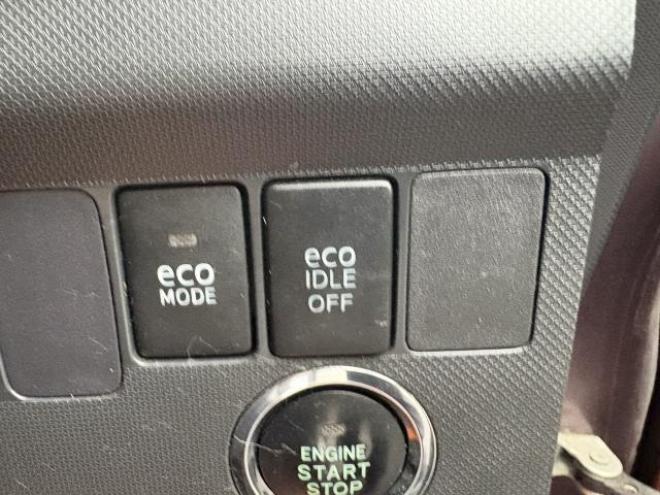 eco
MODE
eco
IDLE
OFF
ENGINE
START
STOP